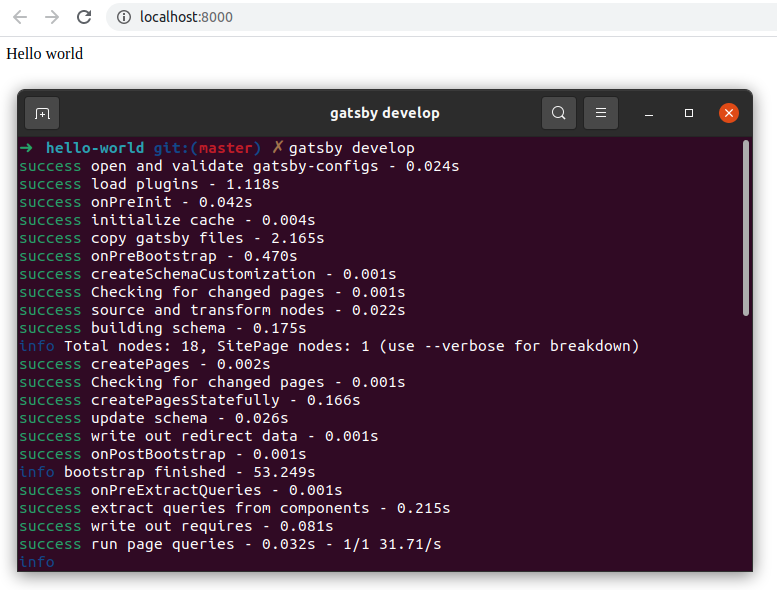 localhost:8000
Hello world
gatsby develop
➜ hello-world git:(master) ✗ gatsby develop
success open and validate gatsby-configs - 0.024s
success load plugins - 1.118s
success onPreInit - 0.042s
success initialize cache - 0.004s
success copy gatsby files - 2.165s
success onPreBootstrap - 0.470s
success createSchemaCustomization - 0.001s
success Checking for changed pages - 0.001s
success source and transform nodes - 0.022s
success building schema - 0.175s
info Total nodes: 18, SitePage nodes: 1 (use --verbose for breakdown)
success createPages - 0.002s
success Checking for changed pages - 0.001s
success createPagesStatefully - 0.166s
success update schema - 0.026s
success write out redirect data - 0.001s
success onPostBootstrap - 0.001s
info bootstrap finished - 53.249s
success onPreExtractQueries - 0.001s
success extract queries from components - 0.215s
success write out requires - 0.081s
success run page queries - 0.032s - 1/1 31.71/s
info